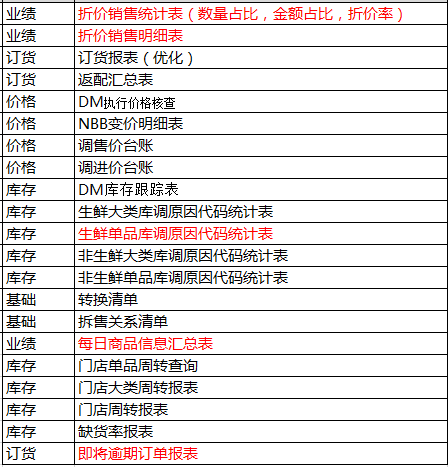 业绩 折价销售统计表（数量占比，金额占比，折价率）
业绩 折价销售明细表
订货 订货报表（优化）
订货 返配汇总表
价格 DM执行价格核查
价格 NBB变价明细表
价格 调售价台账
价格 调进价台账
库存 DM库存跟踪表
库存 生鲜大类库调原因代码统计表
库存 生鲜单品库调原因代码统计表
库存 非生鲜大类库调原因代码统计表
库存 非生鲜单品库调原因代码统计表
基础 转换清单
基础 拆售关系清单
业绩 每日商品信息汇总表
库存 门店单品周转查询
库存 门店大类周转报表
库存 门店周转报表
库存 缺货率报表
订货 即将逾期订单报表